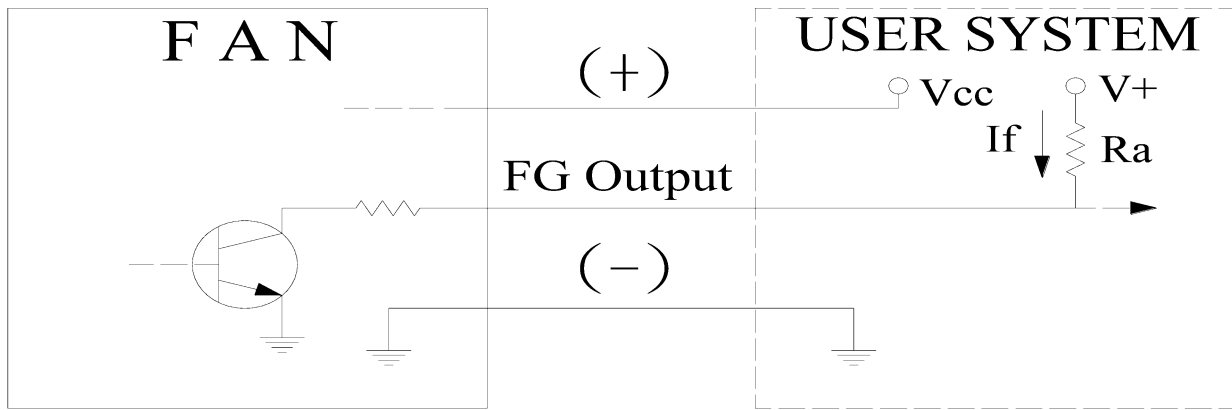 F A N
USER SYSTEM
(+)
Vcc
V+
If
Ra
FG Output
(-)